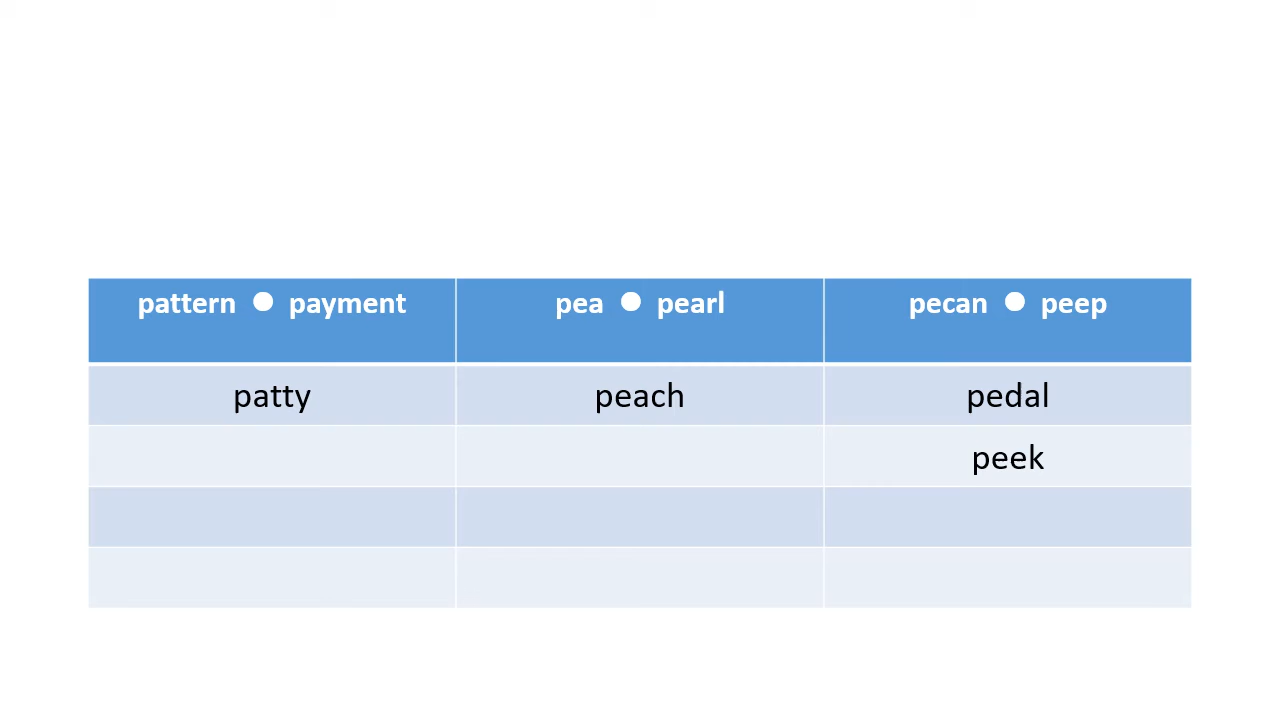 pattern ● payment pea ● pearl pecan ● peep
patty peach pedal
peek